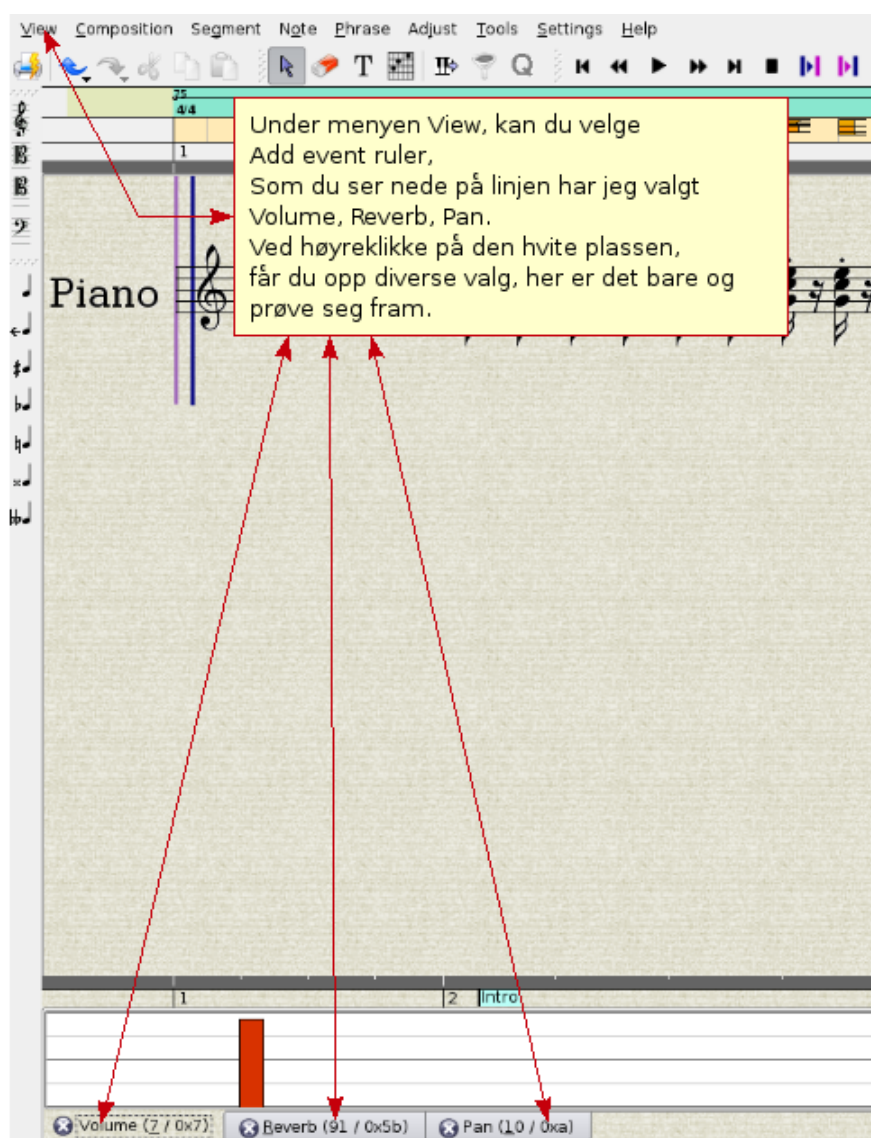 View Composition Segment Note Phrase Adjust Tools Settings Help
T Q
75
4/4
1
Under menyen View, kan du velge
Add event ruler,
Som du ser nede på linjen har jeg valgt
Volume, Reverb, Pan.
Ved høyreklikke på den hvite plassen,
får du opp diverse valg, her er det bare og
prøve seg fram.
Piano
1 2 Intro
Volume (7 / 0x7) Reverb (91 / 0x5b) Pan (10 / 0xa)